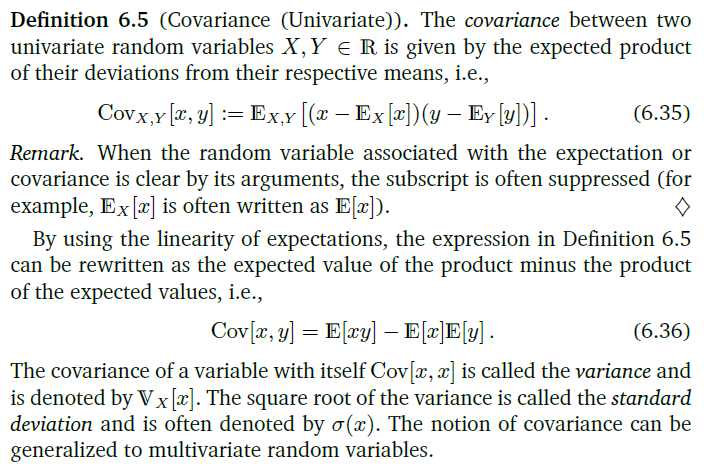 Definition 6.5 (Covariance (Univariate)). The covariance between two
univariate random variables X, Y ∈ ℝ is given by the expected product
of their deviations from their respective means, i.e.,
Cov_{X,Y}[x, y] := 𝔼_{X,Y}[(x − 𝔼_X[x])(y − 𝔼_Y[y])] . (6.35)
Remark. When the random variable associated with the expectation or
covariance is clear by its arguments, the subscript is often suppressed (for
example, 𝔼_X[x] is often written as 𝔼[x]). ♢
By using the linearity of expectations, the expression in Definition 6.5
can be rewritten as the expected value of the product minus the product
of the expected values, i.e.,
Cov[x, y] = 𝔼[xy] − 𝔼[x]𝔼[y] . (6.36)
The covariance of a variable with itself Cov[x, x] is called the variance and
is denoted by 𝕍_X[x]. The square root of the variance is called the standard
deviation and is often denoted by σ(x). The notion of covariance can be
generalized to multivariate random variables.